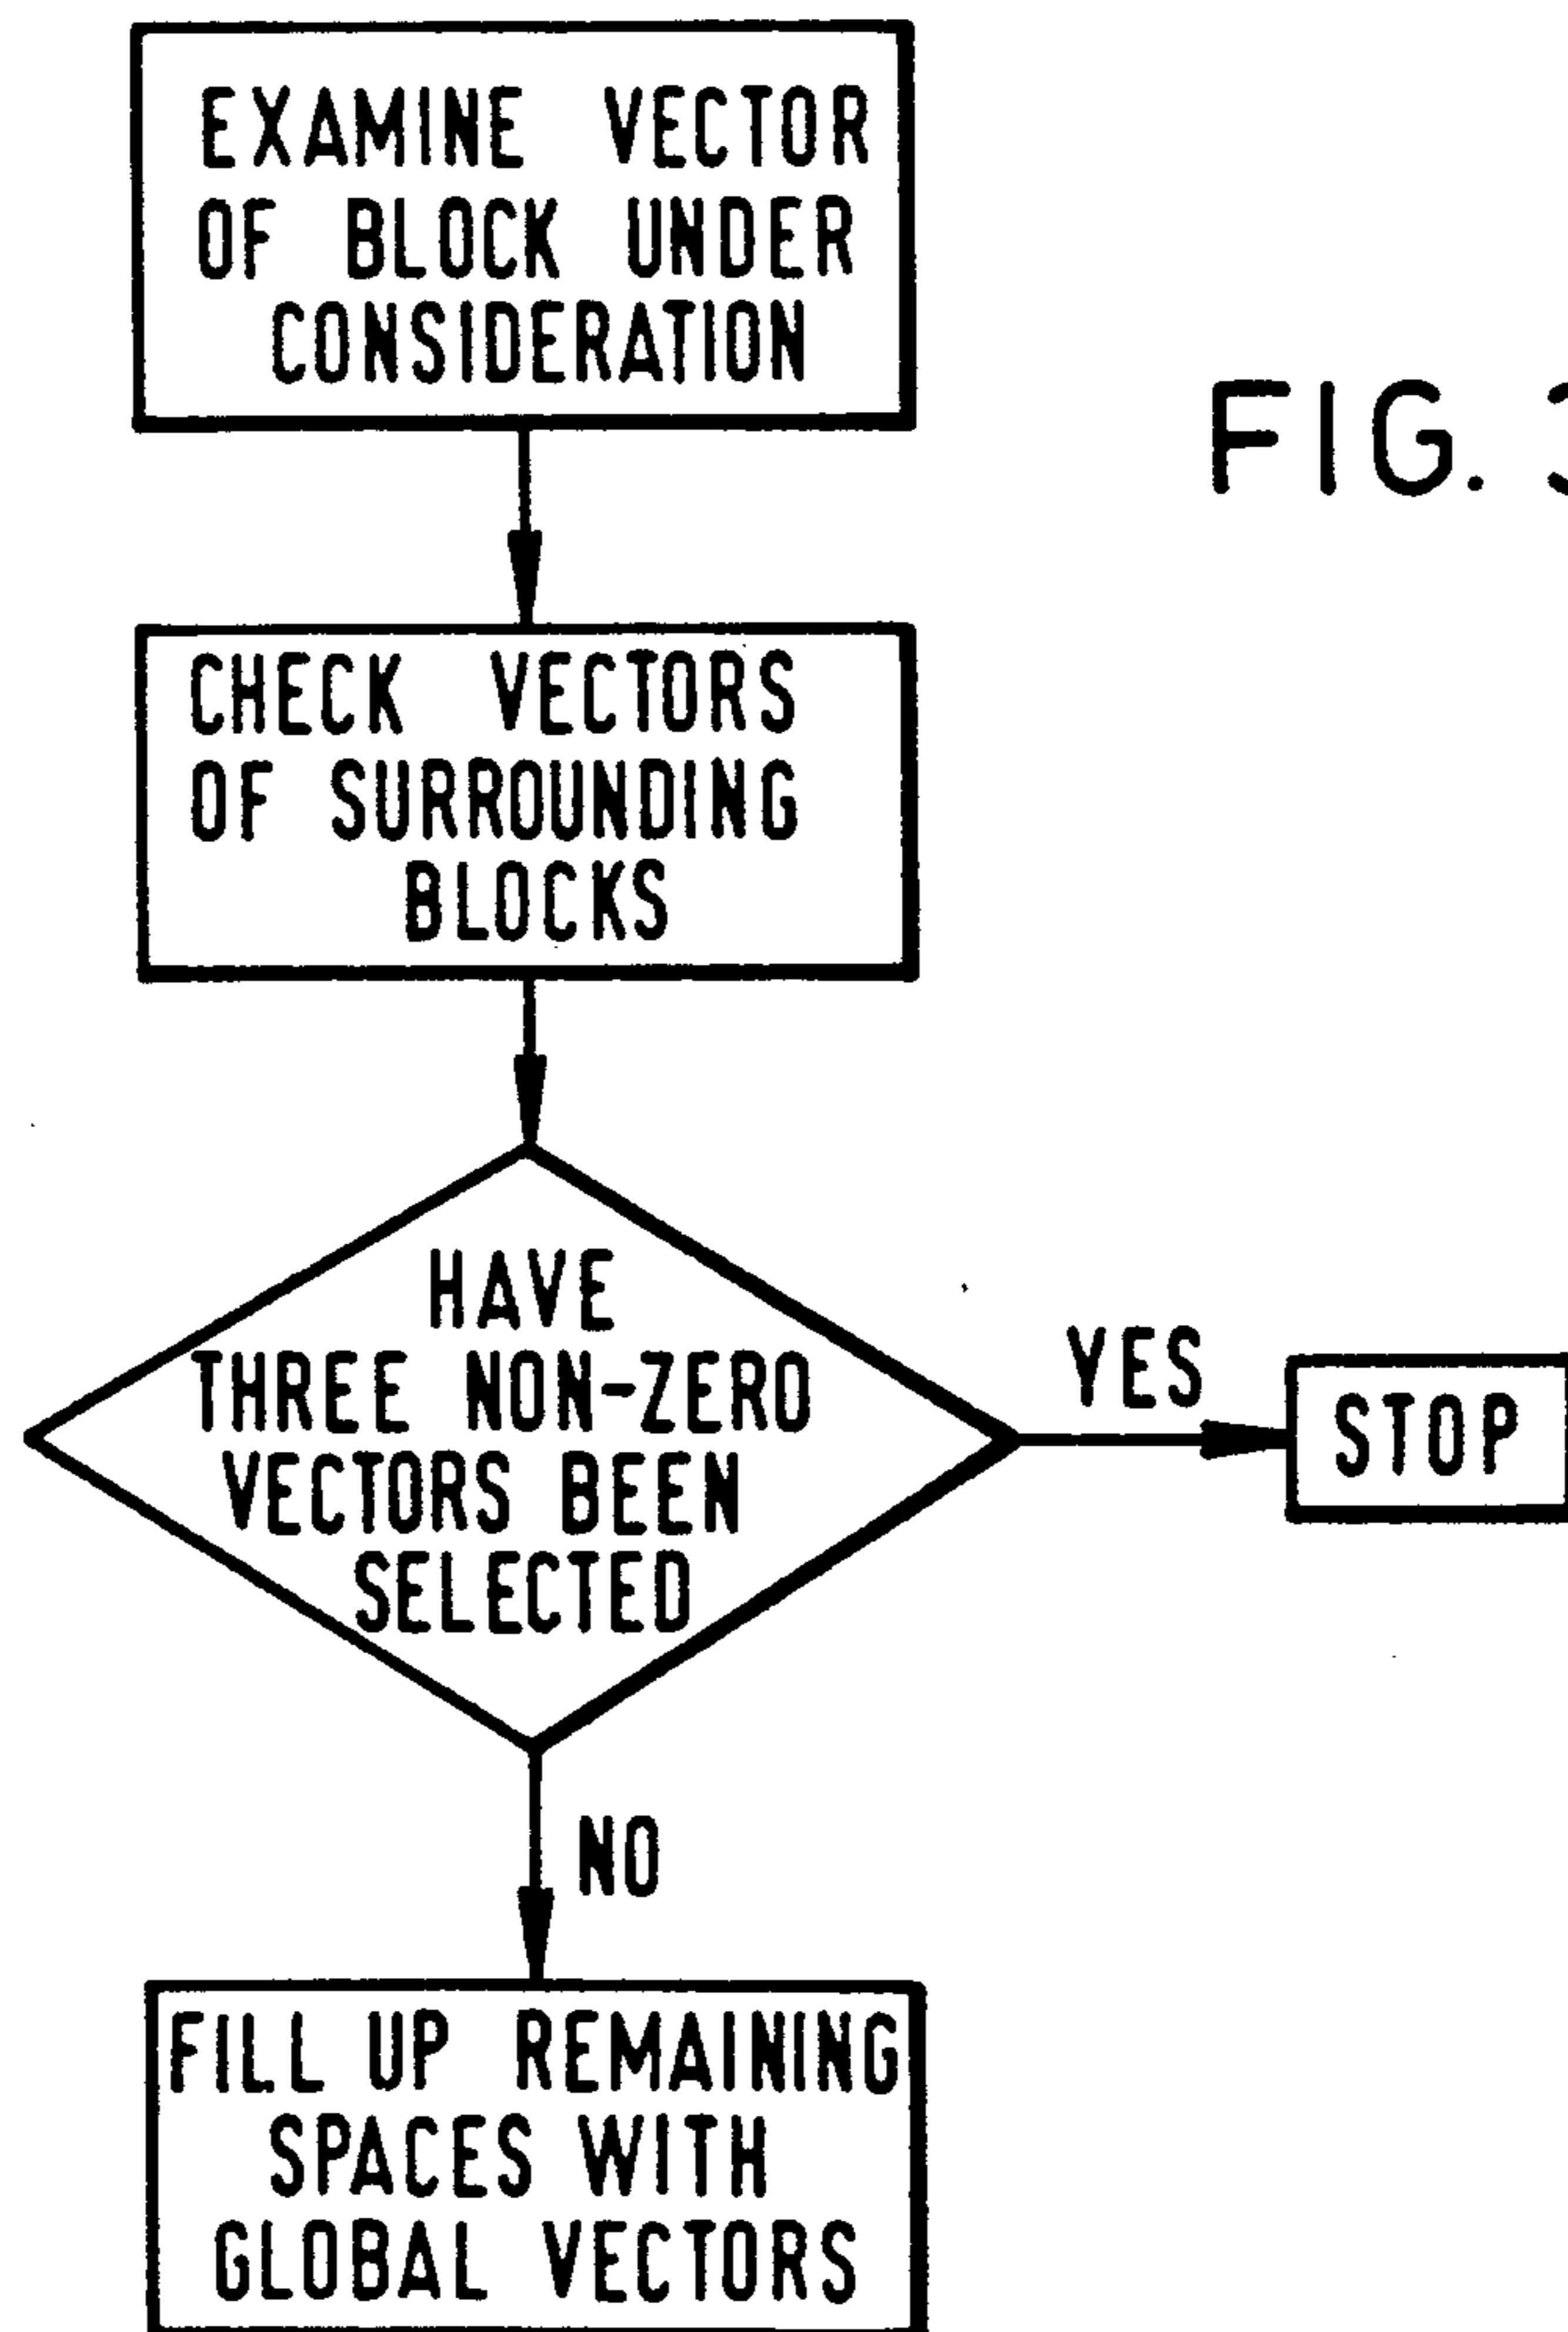 EXAMINE VECTOR
OF BLOCK UNDER
CONSIDERATION
FIG. 3
CHECK VECTORS
OF SURROUNDING
BLOCKS
HAVE
THREE NON-ZERO
VECTORS BEEN
SELECTED
YES
STOP
NO
FILL UP REMAINING
SPACES WITH
GLOBAL VECTORS